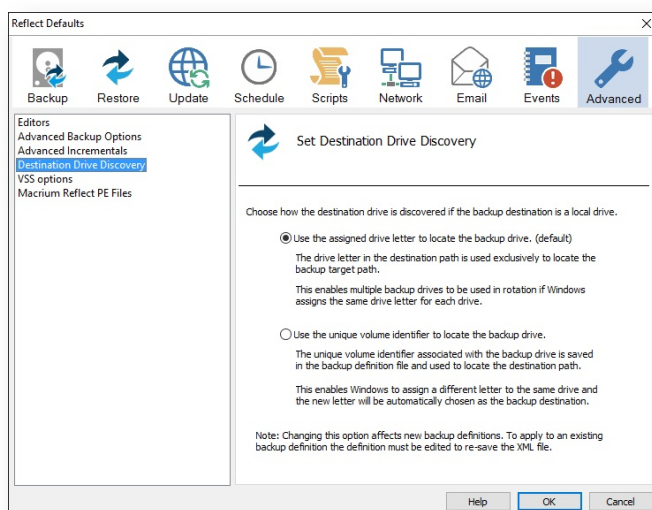 Reflect Defaults
Backup
Restore
Update
Schedule
Scripts
Network
Email
Events
Advanced
Editors
Advanced Backup Options
Advanced Incrementals
Destination Drive Discovery
VSS options
Macrium Reflect PE Files
Set Destination Drive Discovery
Choose how the destination drive is discovered if the backup destination is a local drive.
Use the assigned drive letter to locate the backup drive. (default)
The drive letter in the destination path is used exclusively to locate the
backup target path.
This enables multiple backup drives to be used in rotation if Windows
assigns the same drive letter for each drive.
Use the unique volume identifier to locate the backup drive.
The unique volume identifier associated with the backup drive is saved
in the backup definition file and used to locate the destination path.
This enables Windows to assign a different letter to the same drive and
the new letter will be automatically chosen as the backup destination.
Note: Changing this option affects new backup definitions. To apply to an existing
backup definition the definition must be edited to re-save the XML file.
Help
OK
Cancel